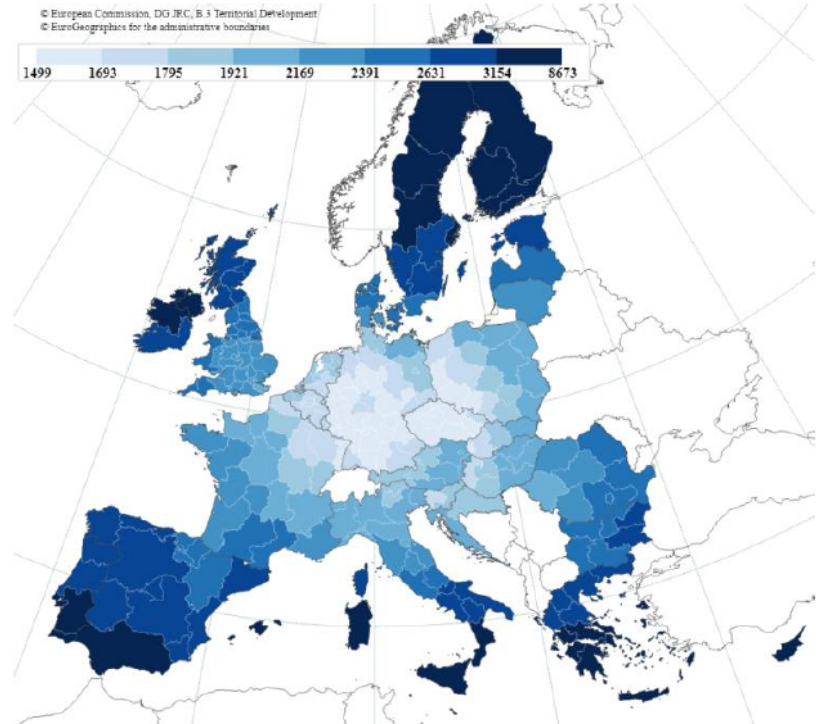 © European Commission, DG JRC, B.3 Territorial Development
© EuroGeographics for the administrative boundaries
1499 1693 1795 1921 2169 2391 2631 3154 8673